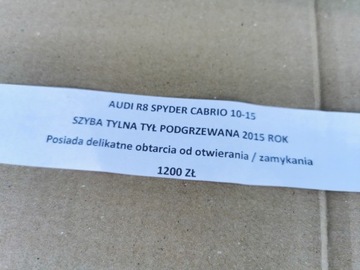 AUDI R8 SPYDER CABRIO 10-15
SZYBA TYLNA TYŁ PODGRZEWANA 2015 ROK
Posiada delikatne obtarcia od otwierania / zamykania
1200 ZŁ